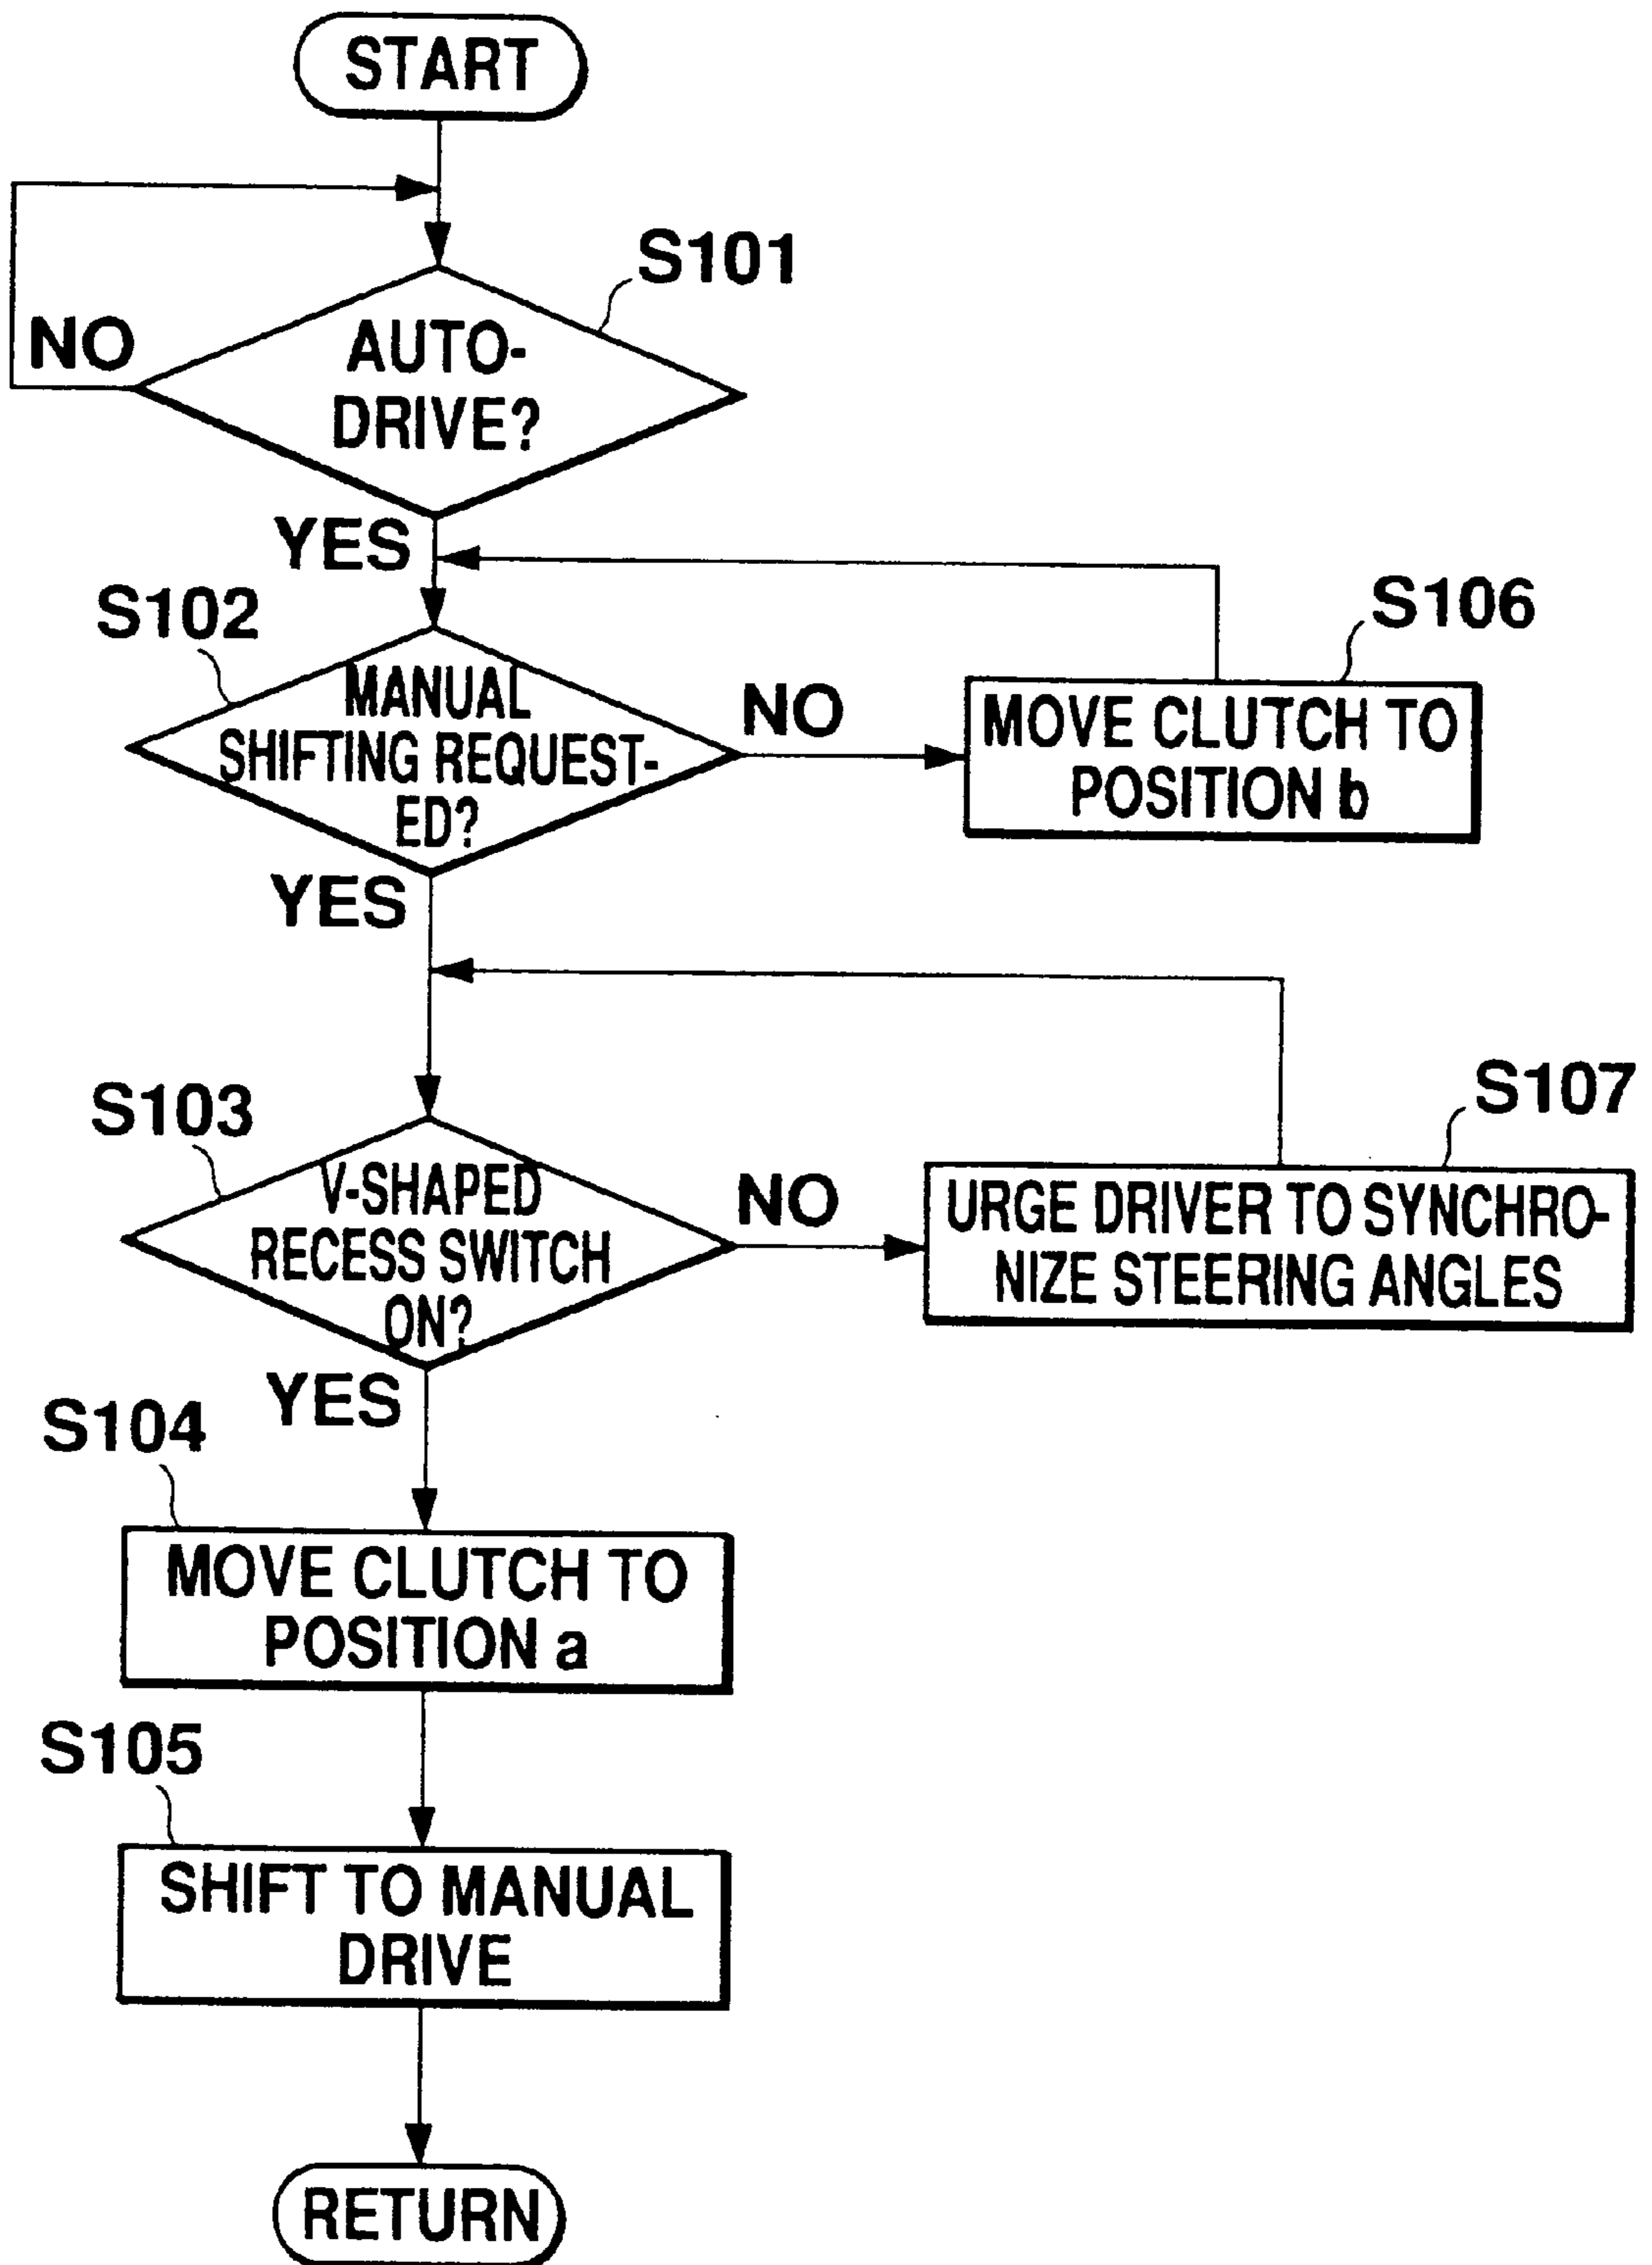 START
S101
NO
AUTO-
DRIVE?
YES
S102
S106
MANUAL
SHIFTING REQUEST-
ED?
NO
MOVE CLUTCH TO
POSITION b
YES
S103
S107
V-SHAPED
RECESS SWITCH
ON?
NO
URGE DRIVER TO SYNCHRO-
NIZE STEERING ANGLES
YES
S104
MOVE CLUTCH TO
POSITION a
S105
SHIFT TO MANUAL
DRIVE
RETURN